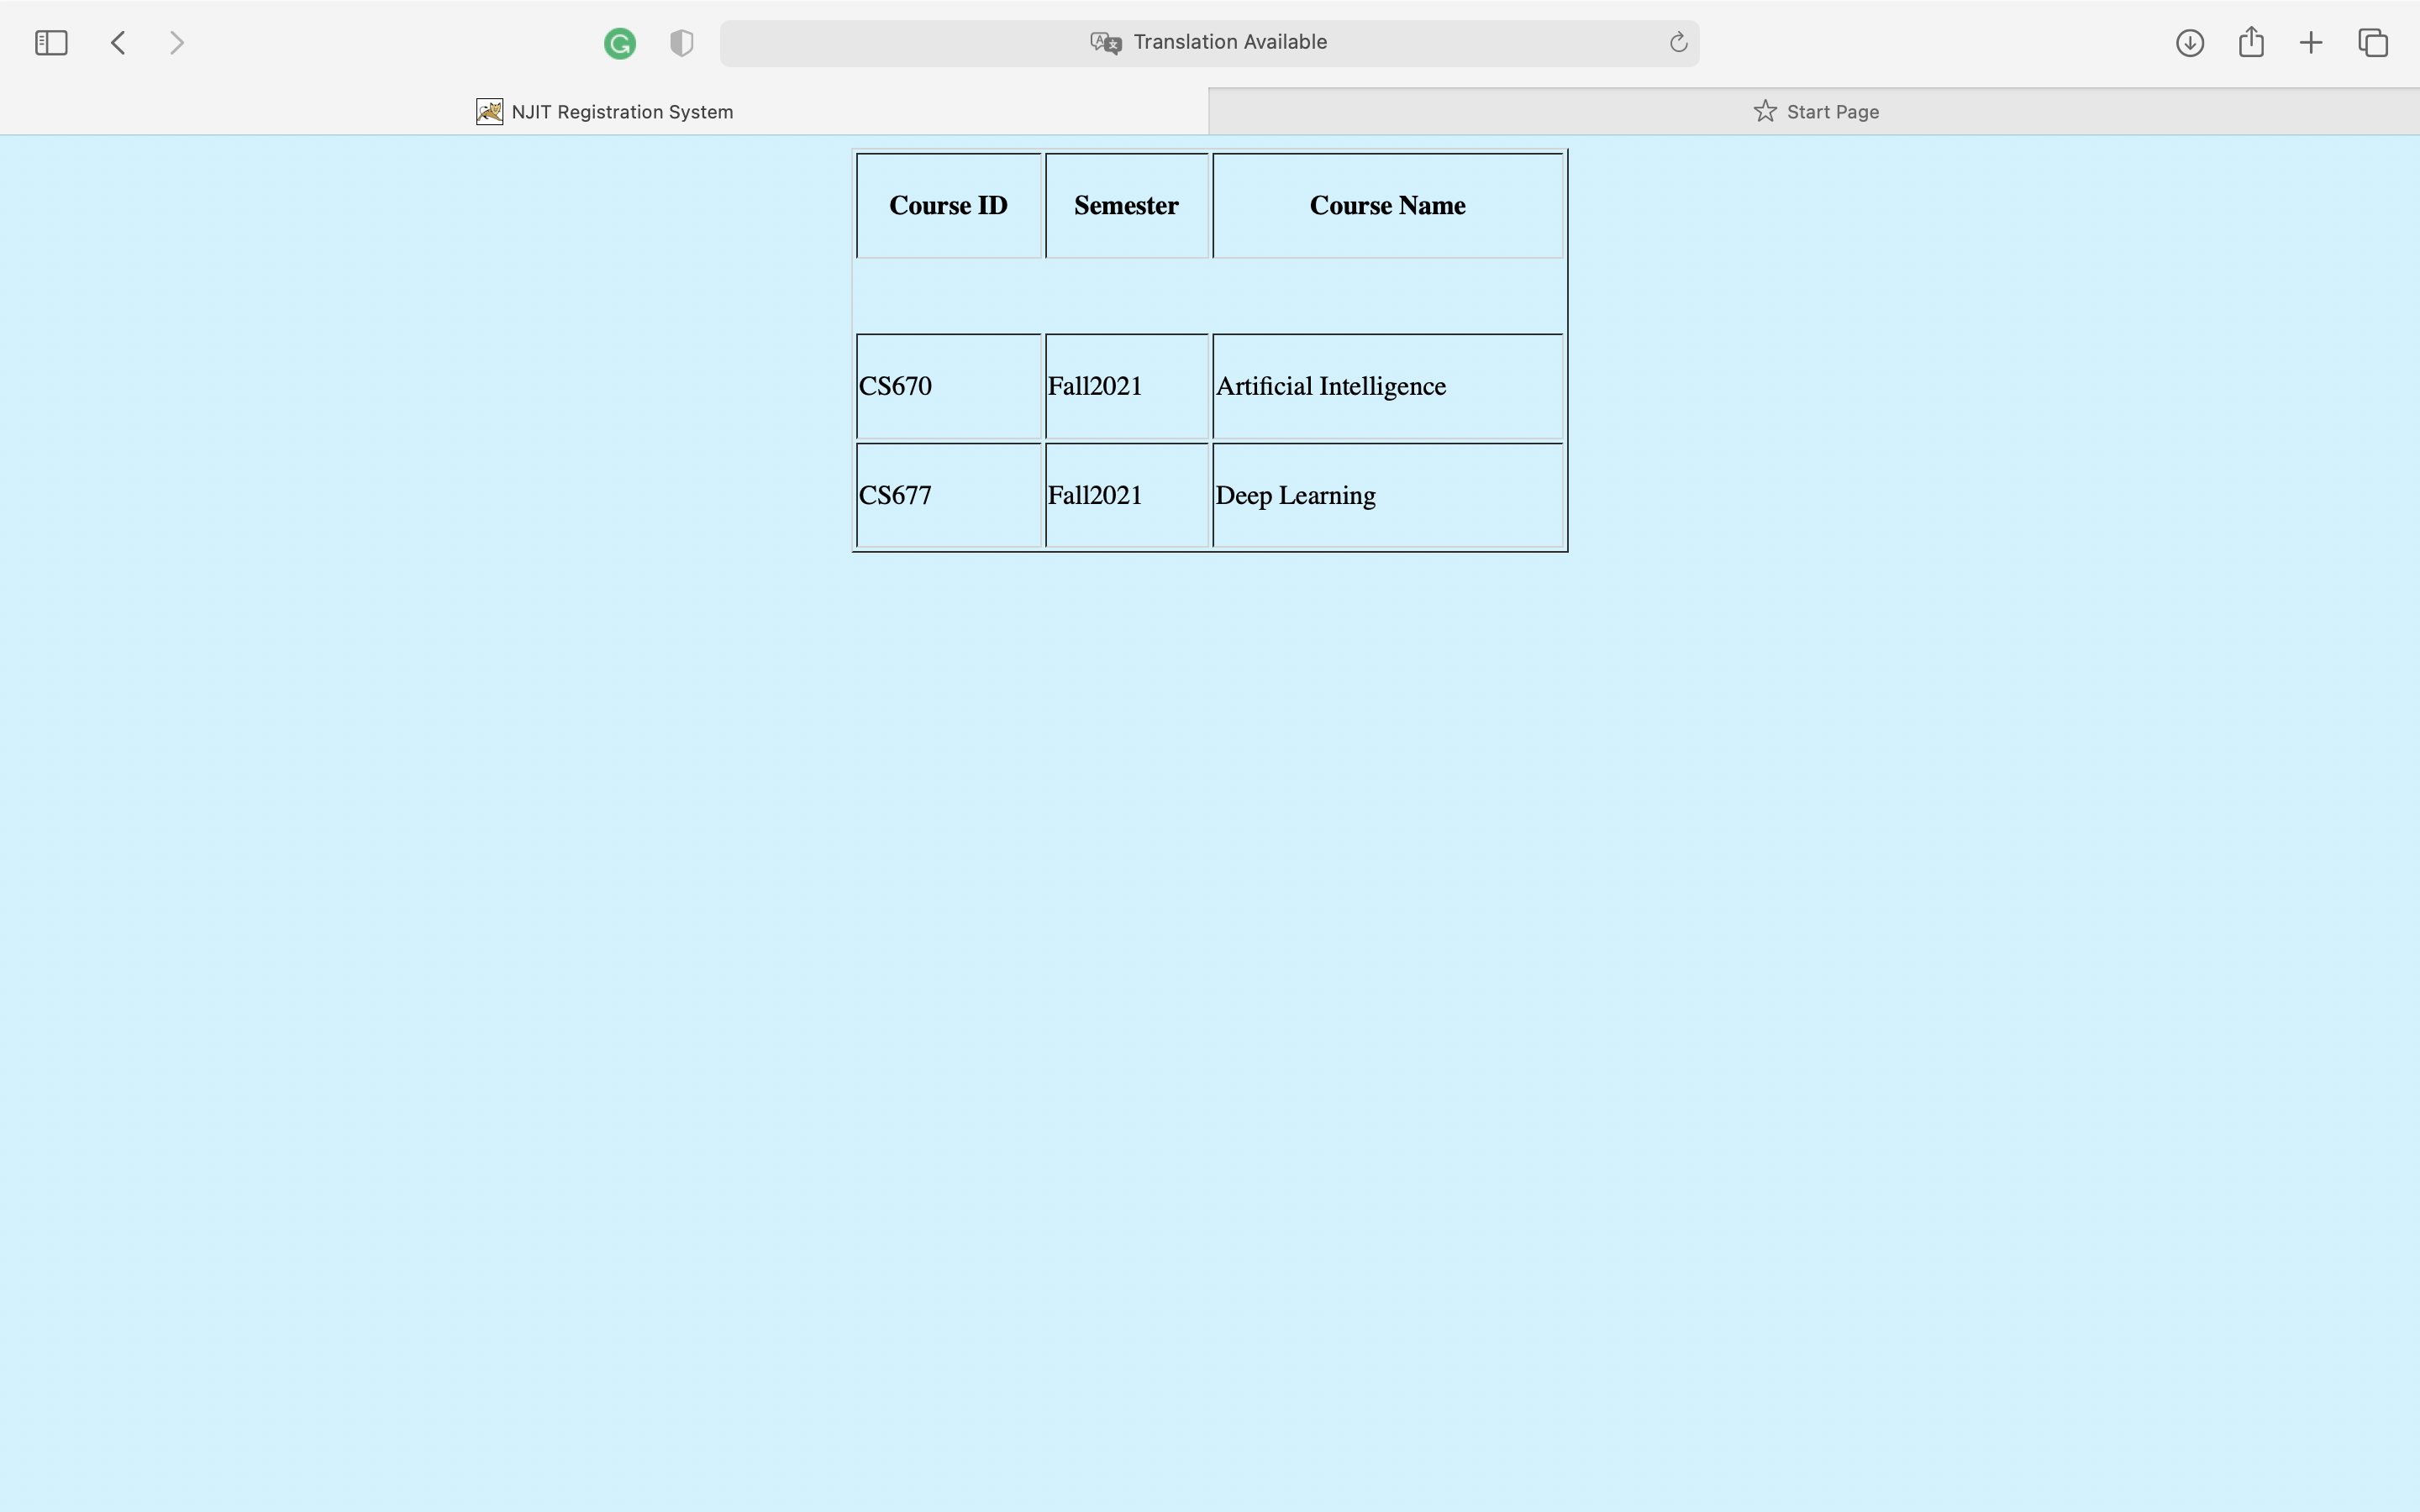 Translation Available
NJIT Registration System
Start Page
Course ID Semester Course Name
CS670 Fall2021 Artificial Intelligence
CS677 Fall2021 Deep Learning